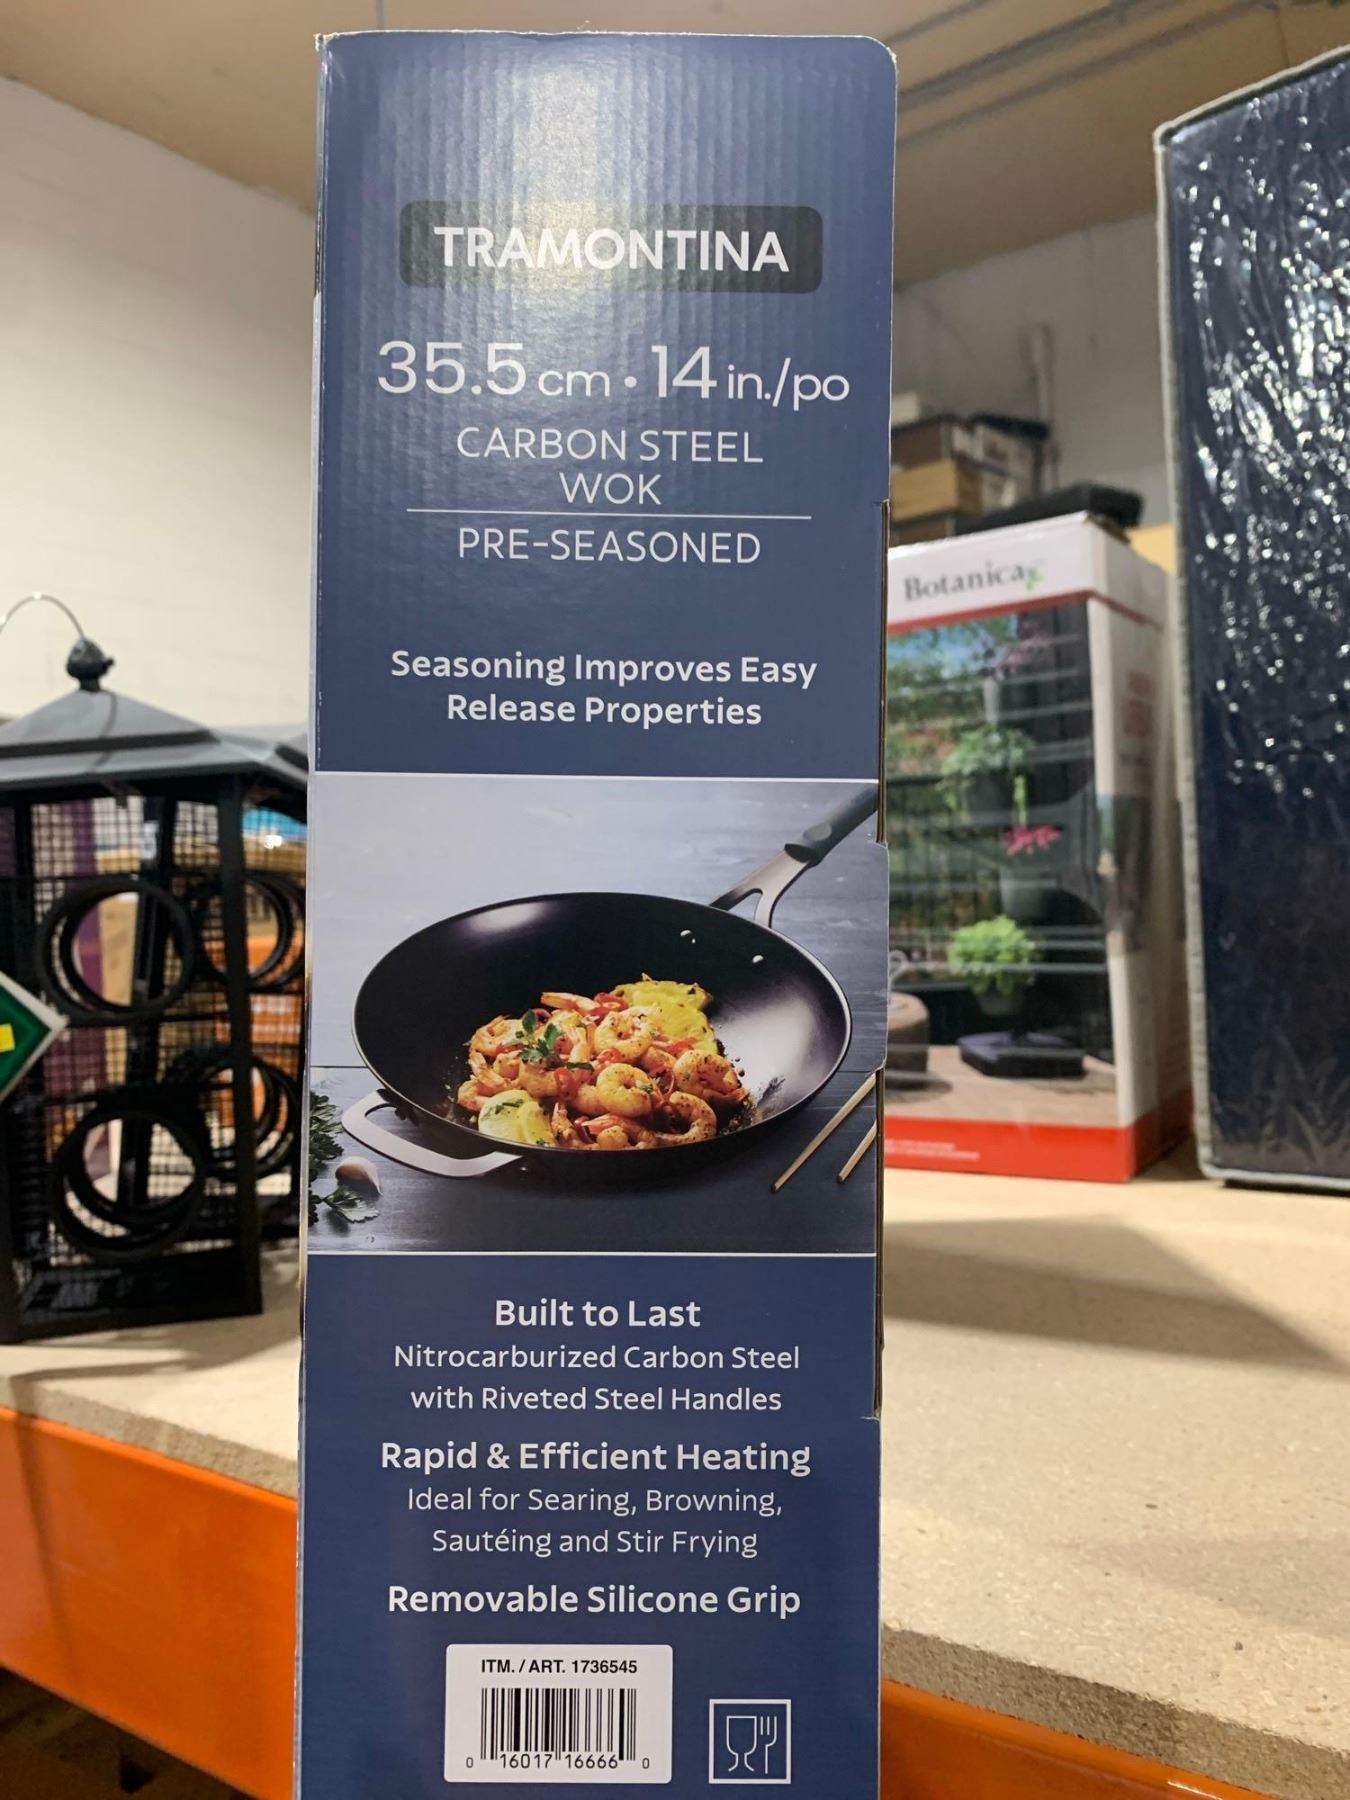 TRAMONTINA
35.5 cm • 14 in./po
CARBON STEEL
WOK
PRE-SEASONED
Seasoning Improves Easy
Release Properties
Built to Last
Nitrocarburized Carbon Steel
with Riveted Steel Handles
Rapid & Efficient Heating
Ideal for Searing, Browning,
Sautéing and Stir Frying
Removable Silicone Grip
ITM. / ART. 1736545
0 16017 16666 0
Botanica